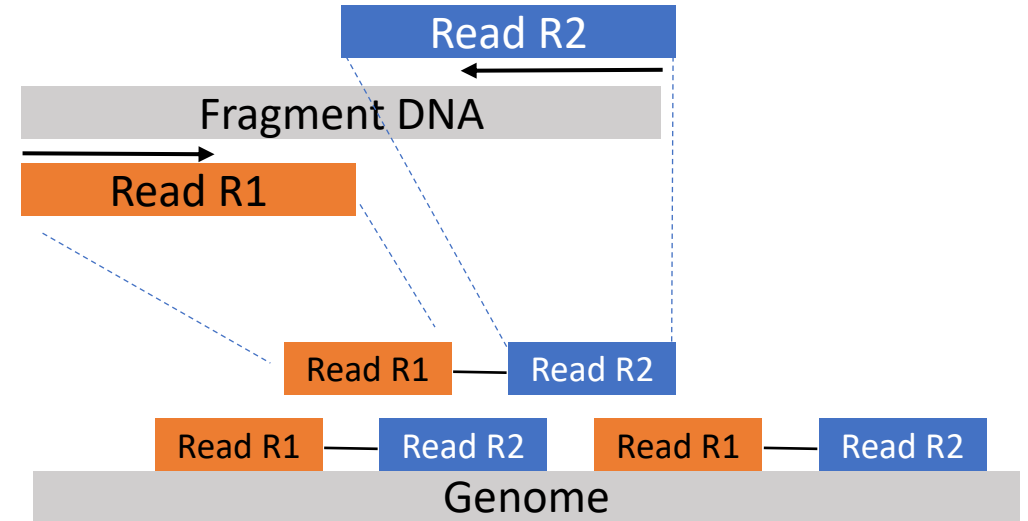 Read R2
Fragment DNA
Read R1
Read R1 Read R2
Read R1 Read R2 Read R1 Read R2
Genome